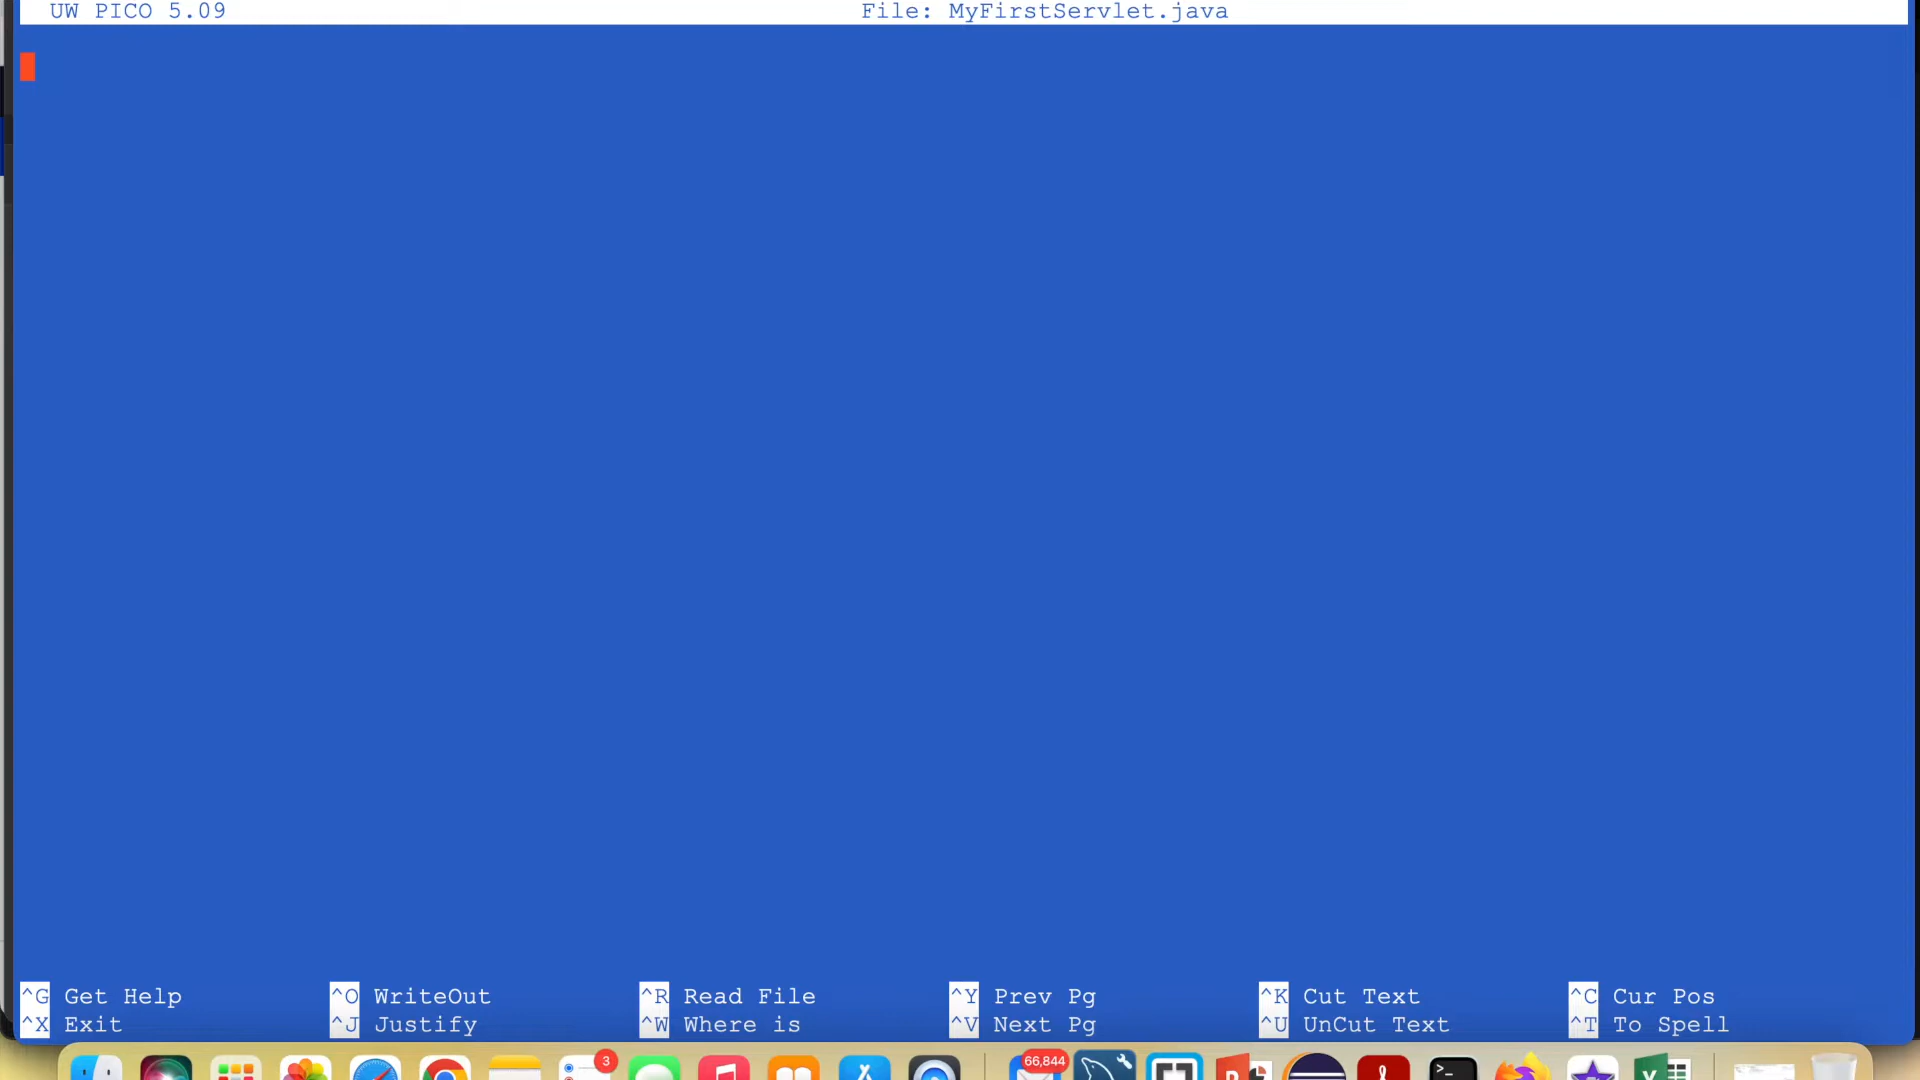 UW PICO 5.09 File: MyFirstServlet.java
^G Get Help ^O WriteOut ^R Read File ^Y Prev Pg ^K Cut Text ^C Cur Pos
^X Exit ^J Justify ^W Where is ^V Next Pg ^U UnCut Text ^T To Spell
3 66,844
>_